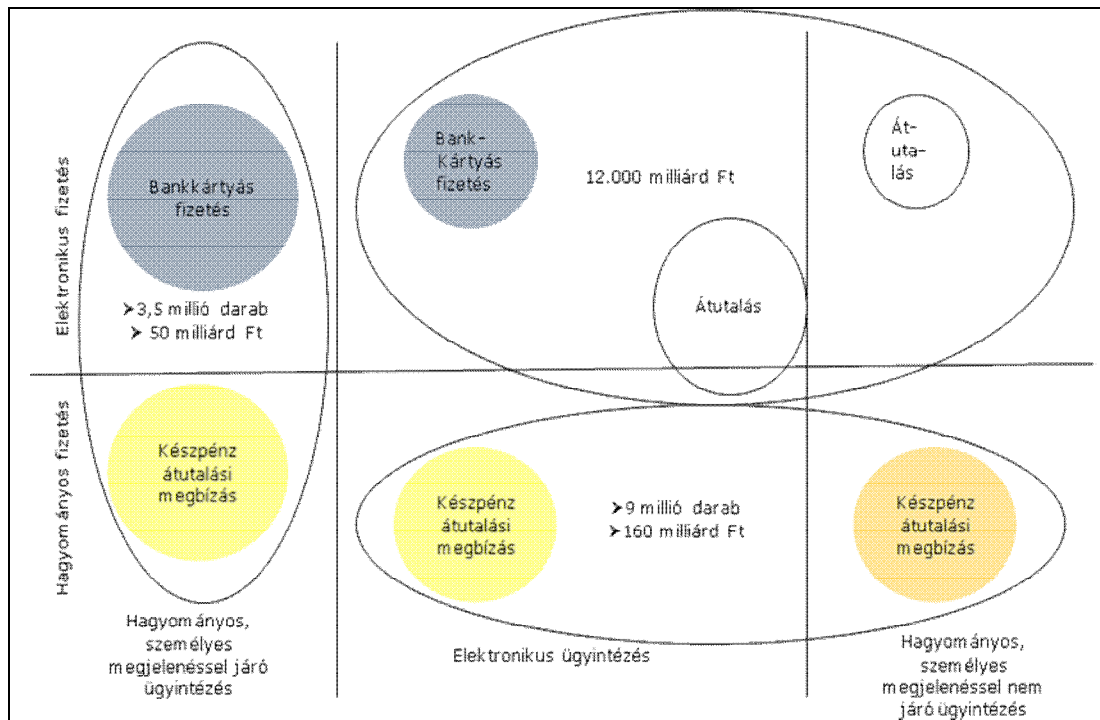 Elektronikus fizetés
Hagyományos fizetés
Bankkártyás
fizetés
➢3,5 millió darab
➢ 50 milliárd Ft
Bank-
Kártyás
fizetés
12.000 milliárd Ft
Átutalás
Át-
uta-
lás
Készpénz
átutalási
megbízás
Készpénz
átutalási
megbízás
➢9 millió darab
➢160 milliárd Ft
Készpénz
átutalási
megbízás
Hagyományos,
személyes
megjelenéssel járó
ügyintézés
Elektronikus ügyintézés
Hagyományos,
személyes
megjelenéssel nem
járó ügyintézés